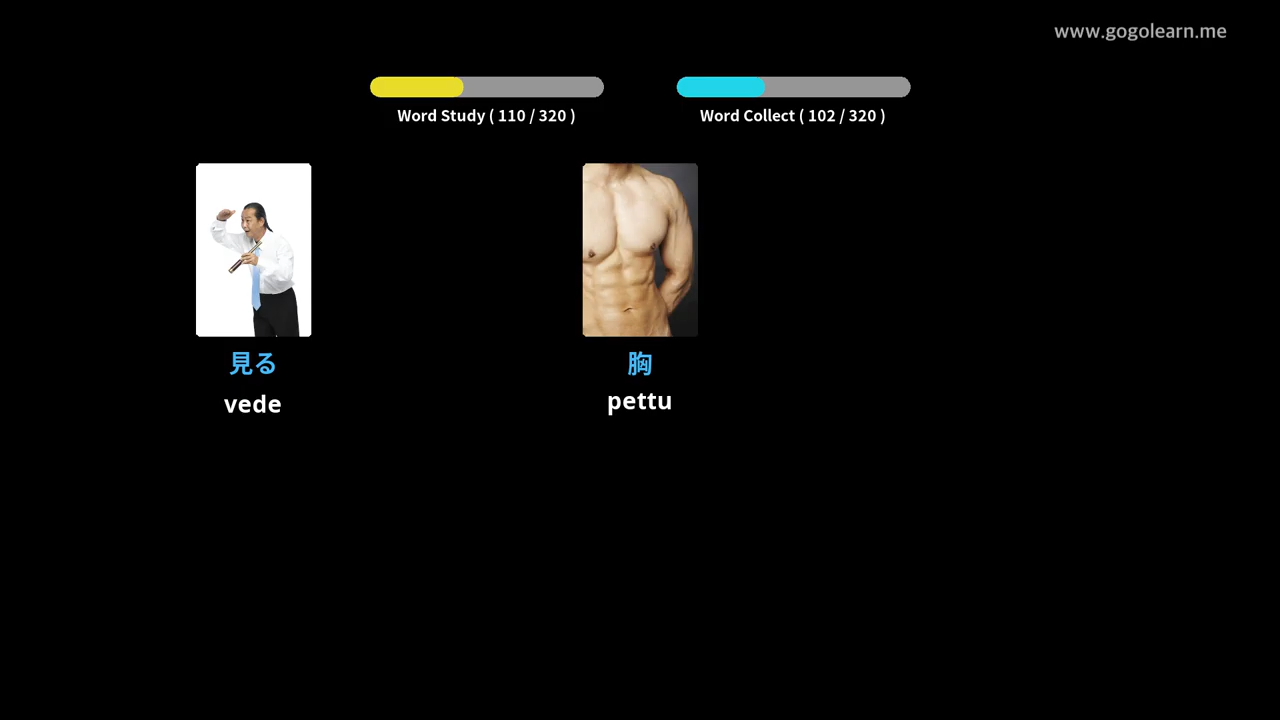 www.gogolearn.me
Word Study ( 110 / 320 )
Word Collect ( 102 / 320 )
見る
vede
胸
pettu